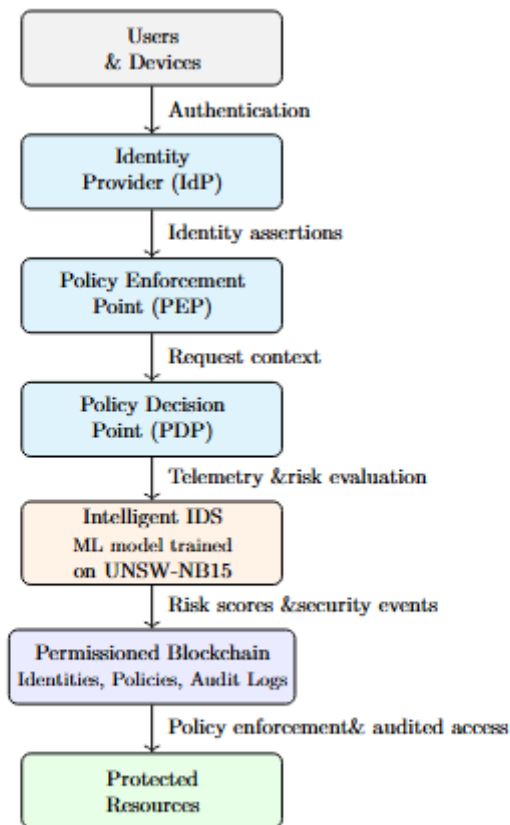 Users
& Devices
Authentication
Identity
Provider (IdP)
Identity assertions
Policy Enforcement
Point (PEP)
Request context
Policy Decision
Point (PDP)
Telemetry &risk evaluation
Intelligent IDS
ML model trained
on UNSW-NB15
Risk scores &security events
Permissioned Blockchain
Identities, Policies, Audit Logs
Policy enforcement& audited access
Protected
Resources